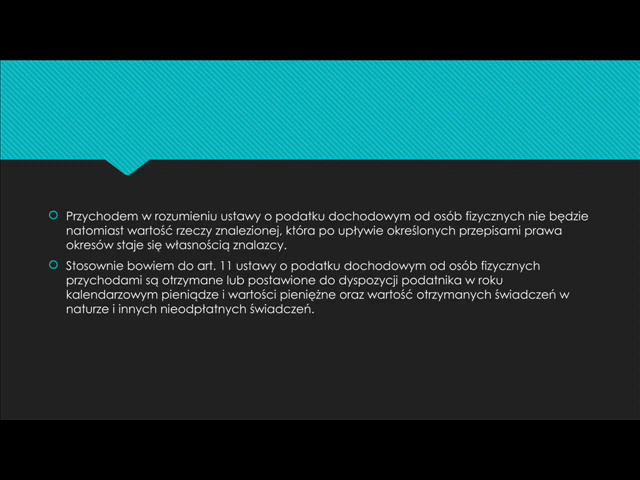 Przychodem w rozumieniu ustawy o podatku dochodowym od osób fizycznych nie będzie
natomiast wartość rzeczy znalezionej, która po upływie określonych przepisami prawa
okresów staje się własnością znalazcy.
Stosownie bowiem do art. 11 ustawy o podatku dochodowym od osób fizycznych
przychodami są otrzymane lub postawione do dyspozycji podatnika w roku
kalendarzowym pieniądze i wartości pieniężne oraz wartość otrzymanych świadczeń w
naturze i innych nieodpłatnych świadczeń.